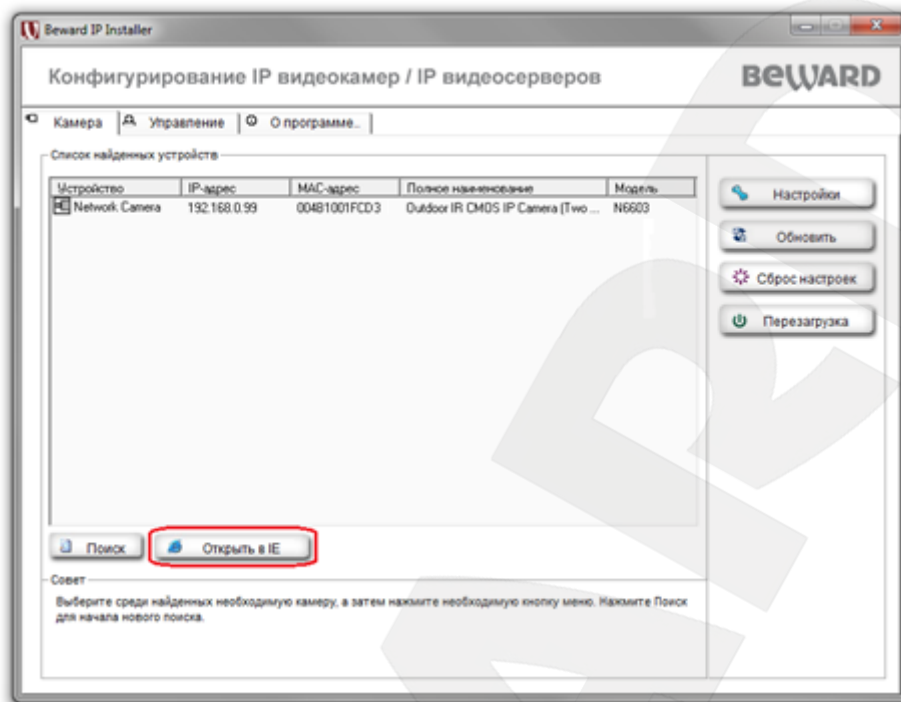 Beward IP Installer
Конфигурирование IP видеокамер / IP видеосерверов
BEWARD
Камера Управление О программе...
Список найденных устройств
Устройство IP-адрес MAC-адрес Полное наименование Модель
Network Camera 192.168.0.99 00481001FCD3 Outdoor IR CMOS IP Camera (Two ... N6603
Настройки
Обновить
Сброс настроек
Перезагрузка
Поиск Открыть в IE
Совет
Выберите среди найденных необходимую камеру, а затем нажмите необходимую кнопку меню. Нажмите Поиск
для начала нового поиска.